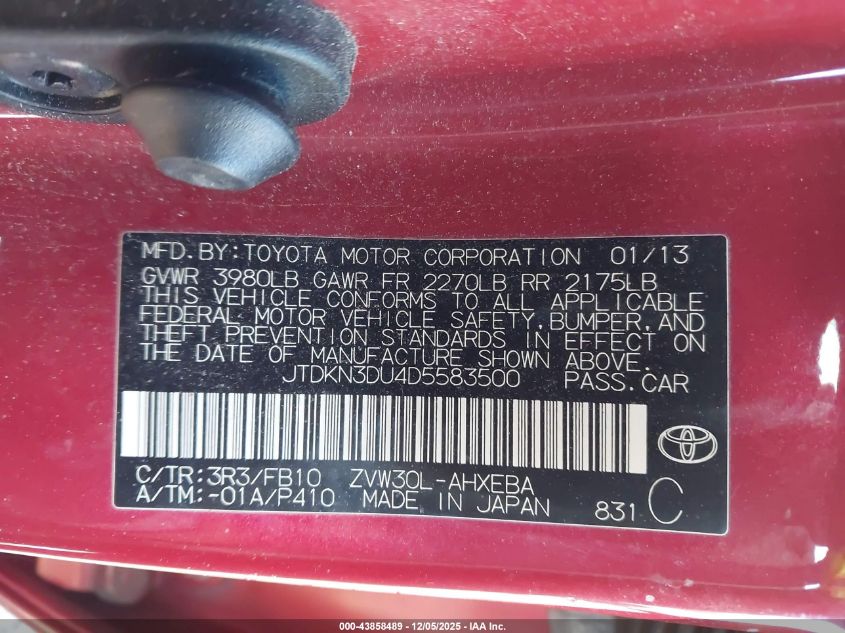 MFD. BY: TOYOTA MOTOR CORPORATION 01/13
GVWR 3980LB GAWR FR 2270LB RR 2175LB
THIS VEHICLE CONFORMS TO ALL APPLICABLE
FEDERAL MOTOR VEHICLE SAFETY, BUMPER, AND
THEFT PREVENTION STANDARDS IN EFFECT ON
THE DATE OF MANUFACTURE SHOWN ABOVE.
JTDKN3DU4D5583500 PASS. CAR
C/TR: 3R3/FB10 ZVW30L-AHXEBA
A/TM: -01A/P410 MADE IN JAPAN 831 C
000-43858489 - 12/05/2025 - IAA Inc.